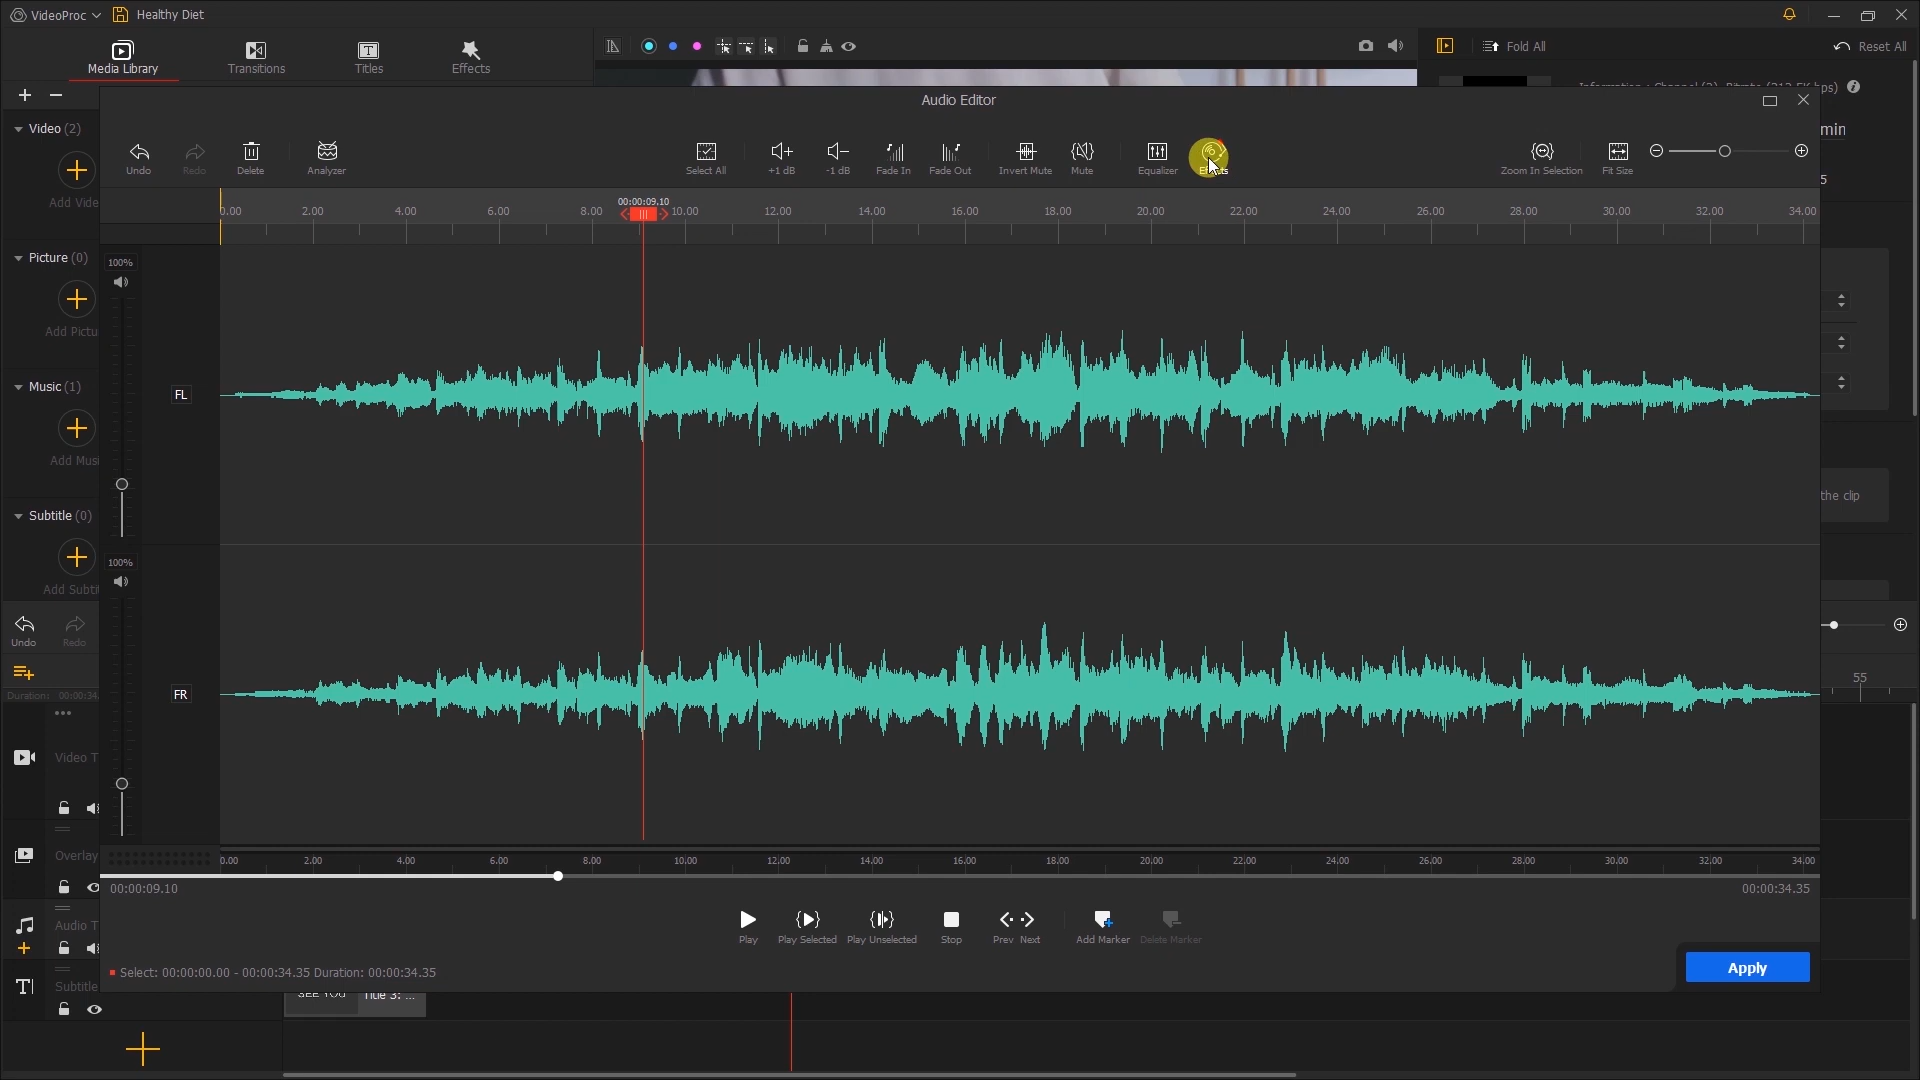 VideoProc
Healthy Diet
Media Library
Transitions
Titles
Effects
Fold All
Reset All
Audio Editor
min
Undo
Redo
Delete
Analyzer
Select All
+1 dB
-1 dB
Fade In
Fade Out
Invert Mute
Mute
Equalizer
Zoom In Selection
Fit Size
Video (2)
Add Vide
Picture (0)
Add Pictu
Music (1)
Add Musi
Subtitle (0)
Add Subti
Undo
Redo
Duration: 00:00:34.
00:00:09.10
0.00 2.00 4.00 6.00 8.00 10.00 12.00 14.00 16.00 18.00 20.00 22.00 24.00 26.00 28.00 30.00 32.00 34.00
100%
FL
100%
FR
5
the clip
55
Video T
Overlay
Audio T
Subtitle
0.00 2.00 4.00 6.00 8.00 10.00 12.00 14.00 16.00 18.00 20.00 22.00 24.00 26.00 28.00 30.00 32.00 34.00
00:00:09.10
00:00:34.35
Play
Play Selected
Play Unselected
Stop
Prev Next
Add Marker
Delete Marker
Select: 00:00:00.00 - 00:00:34.35 Duration: 00:00:34.35
Apply
SEE YOU
Title 3: ...